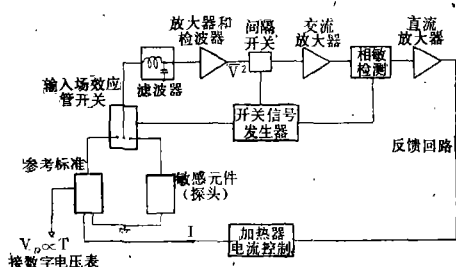 放大器和
检波器
间隔
开关
交流
放大器
直流
放大器
相敏
检测
V²
滤波器
输入场效应
管开关
开关信号
发生器
反馈回路
参考标准
敏感元件
(探头)
I
加热器
电流控制
接数字电压表